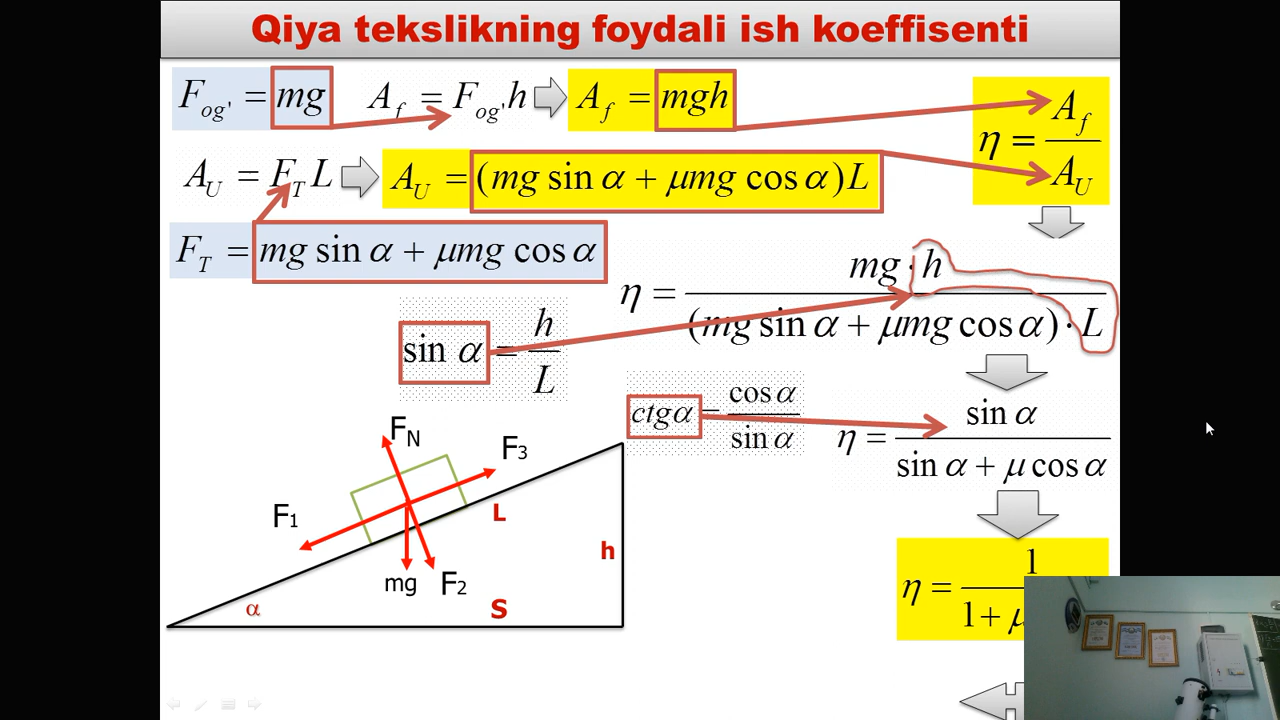 Qiya tekslikning foydali ish koeffisenti
F_og' = mg
A_f = F_og' h
A_f = mgh
η = A_f / A_U
A_U = F_T L
A_U = (mg sin α + μmg cos α)L
F_T = mg sin α + μmg cos α
η = mg · h / (mg sin α + μmg cos α) · L
sin α = h / L
ctgα = cos α / sin α
η = sin α / sin α + μ cos α
η = 1 / 1 + μ
F_N
F_3
F_1
L
h
mg
F_2
α
S